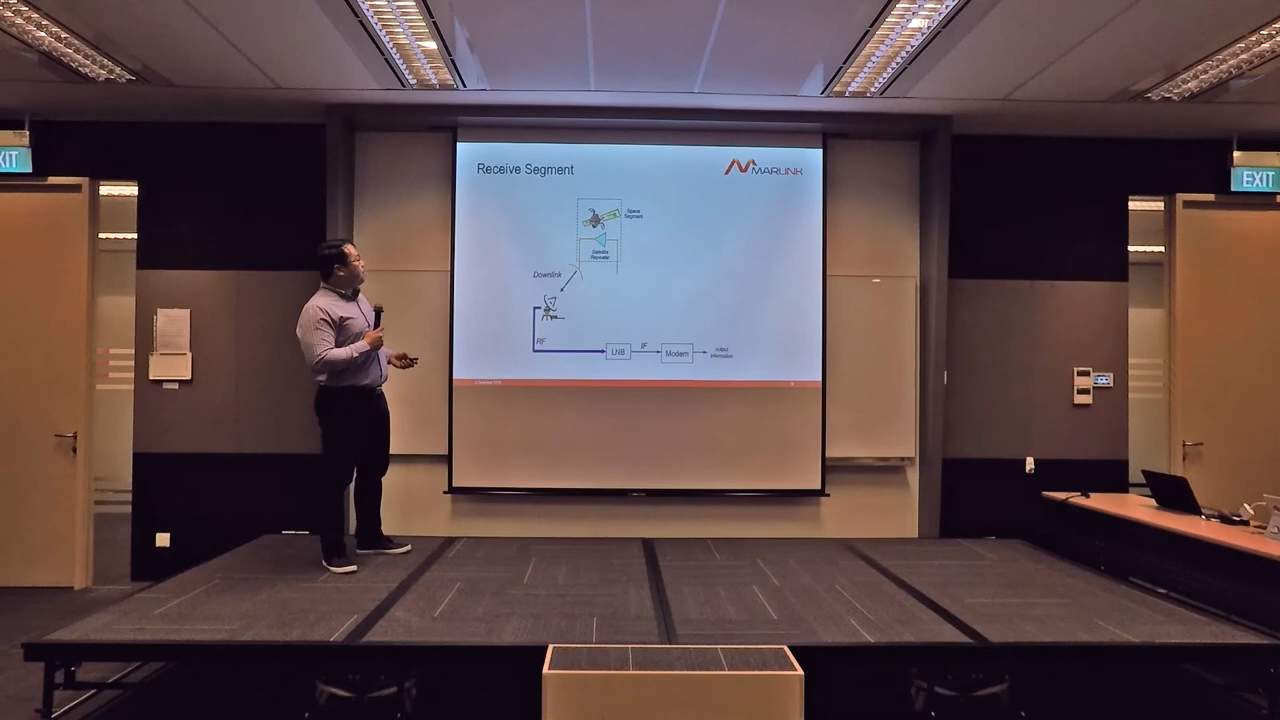 EXIT
Receive Segment
MARLINK
Space
Segment
Satellite
Repeater
Downlink
RF
LNB
IF
Modem
output
information
EXIT